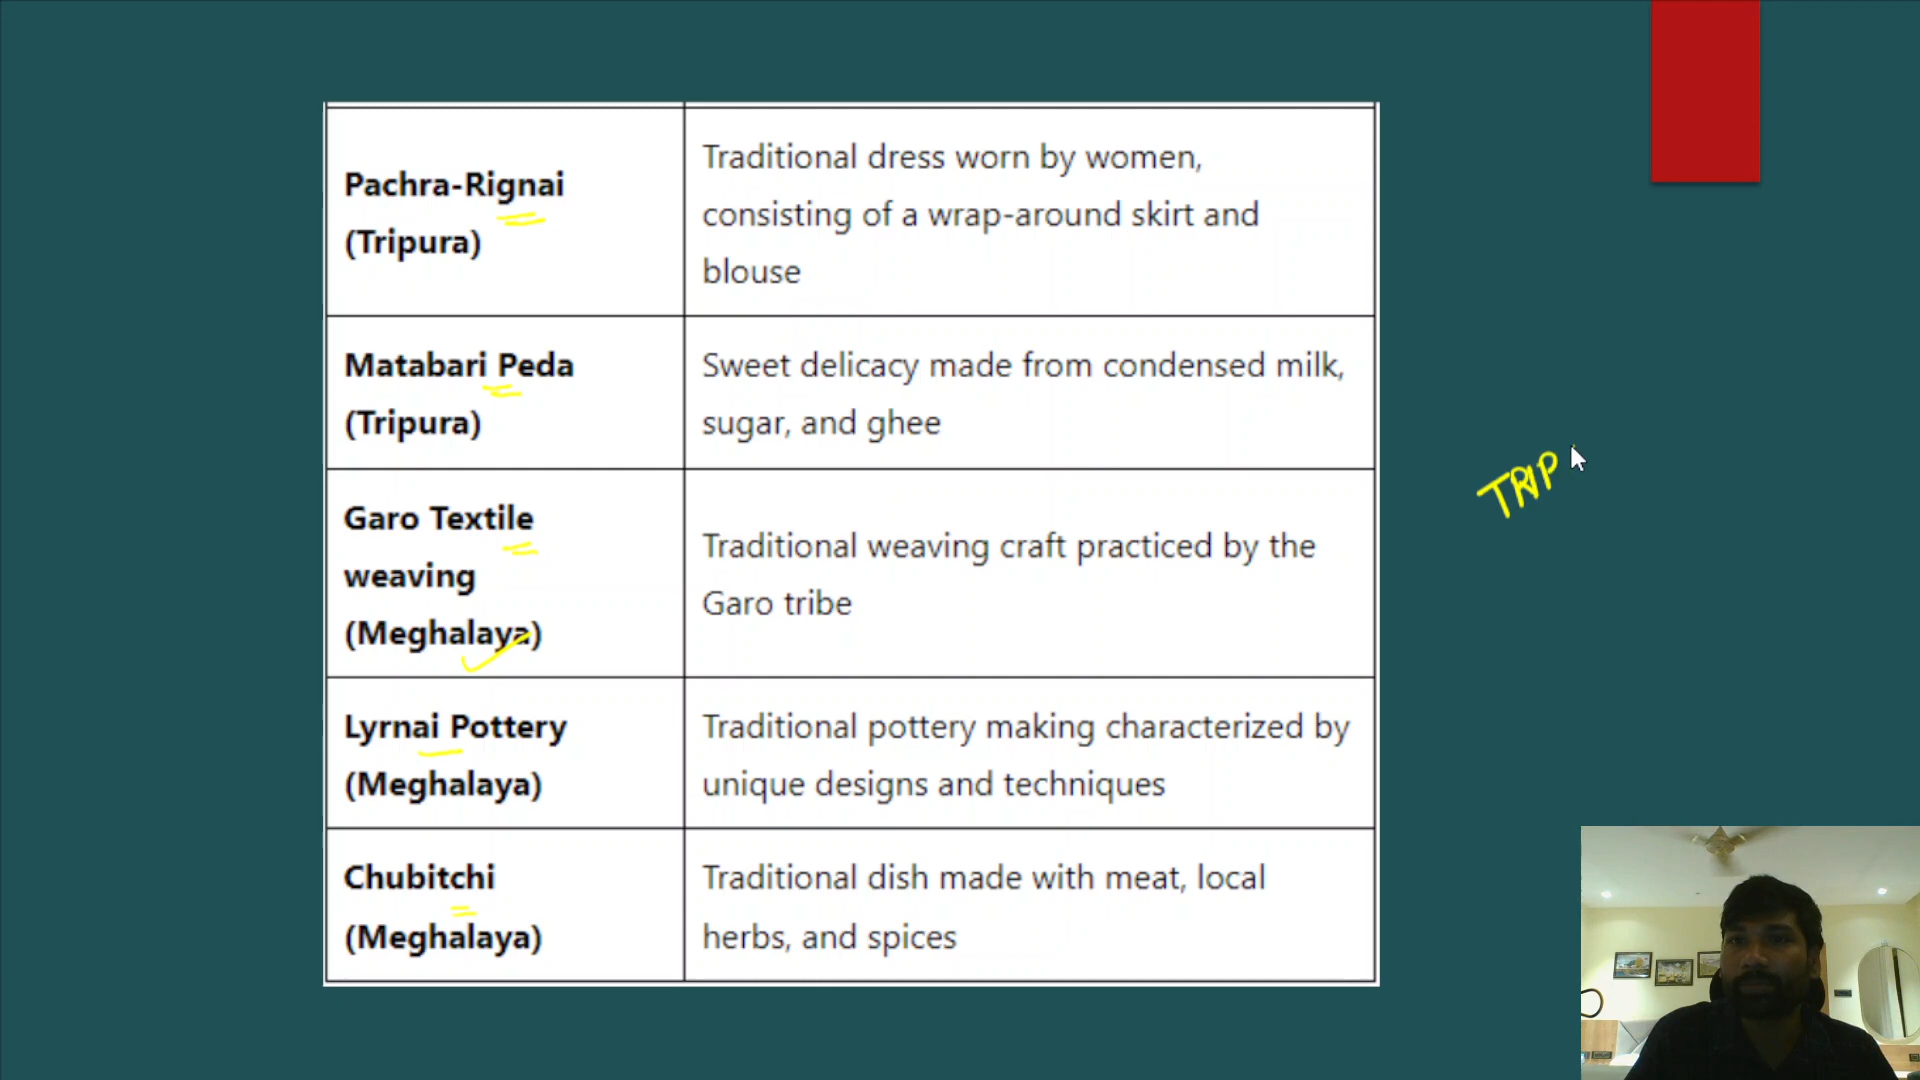 Pachra-Rignai
(Tripura)
Traditional dress worn by women,
consisting of a wrap-around skirt and
blouse
Matabari Peda
(Tripura)
Sweet delicacy made from condensed milk,
sugar, and ghee
Garo Textile
weaving
(Meghalaya)
Traditional weaving craft practiced by the
Garo tribe
Lyrnai Pottery
(Meghalaya)
Traditional pottery making characterized by
unique designs and techniques
Chubitchi
(Meghalaya)
Traditional dish made with meat, local
herbs, and spices
TRIP